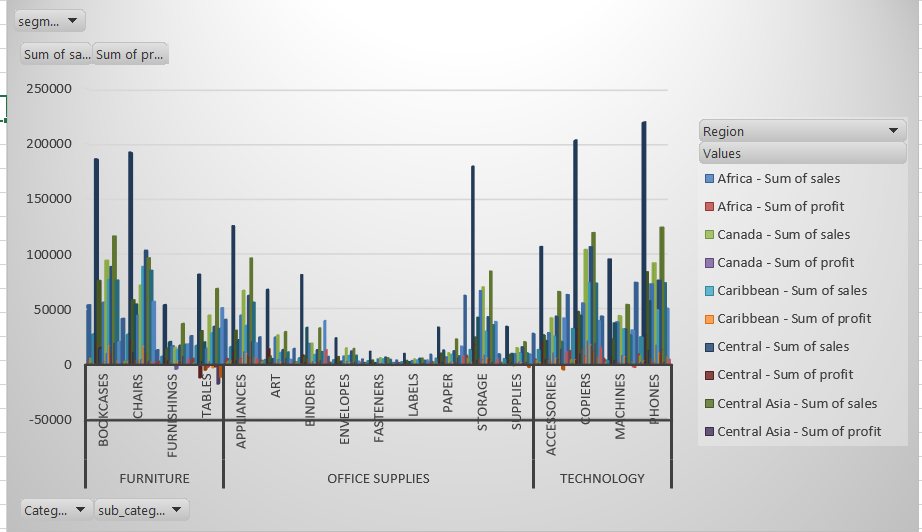 segm...
Sum of sa... Sum of pr...
250000
200000
150000
100000
50000
0
-50000
BOOKCASES
CHAIRS
FURNISHINGS
TABLES
APPLIANCES
ART
BINDERS
ENVELOPES
FASTENERS
LABELS
PAPER
STORAGE
SUPPLIES
ACCESSORIES
COPIERS
MACHINES
PHONES
FURNITURE OFFICE SUPPLIES TECHNOLOGY
Categ... sub_categ...
Region
Values
Africa - Sum of sales
Africa - Sum of profit
Canada - Sum of sales
Canada - Sum of profit
Caribbean - Sum of sales
Caribbean - Sum of profit
Central - Sum of sales
Central - Sum of profit
Central Asia - Sum of sales
Central Asia - Sum of profit